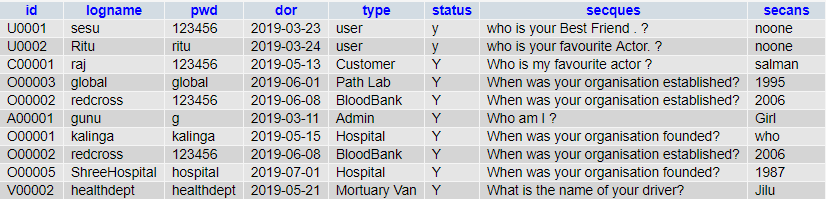 id logname pwd dor type status secques secans
U0001 sesu 123456 2019-03-23 user y who is your Best Friend . ? noone
U0002 Ritu ritu 2019-03-24 user y who is your favourite Actor. ? noone
C00001 raj 123456 2019-05-13 Customer Y Who is my favourite actor ? salman
O00003 global global 2019-06-01 Path Lab Y When was your organisation established? 1995
O00002 redcross 123456 2019-06-08 BloodBank Y When was your organisation established? 2006
A00001 gunu g 2019-03-11 Admin Y Who am I ? Girl
O00001 kalinga kalinga 2019-05-15 Hospital Y When was your organisation founded? who
O00002 redcross 123456 2019-06-08 BloodBank Y When was your organisation established? 2006
O00005 ShreeHospital hospital 2019-07-01 Hospital Y When was your organisation founded? 1987
V00002 healthdept healthdept 2019-05-21 Mortuary Van Y What is the name of your driver? Jilu